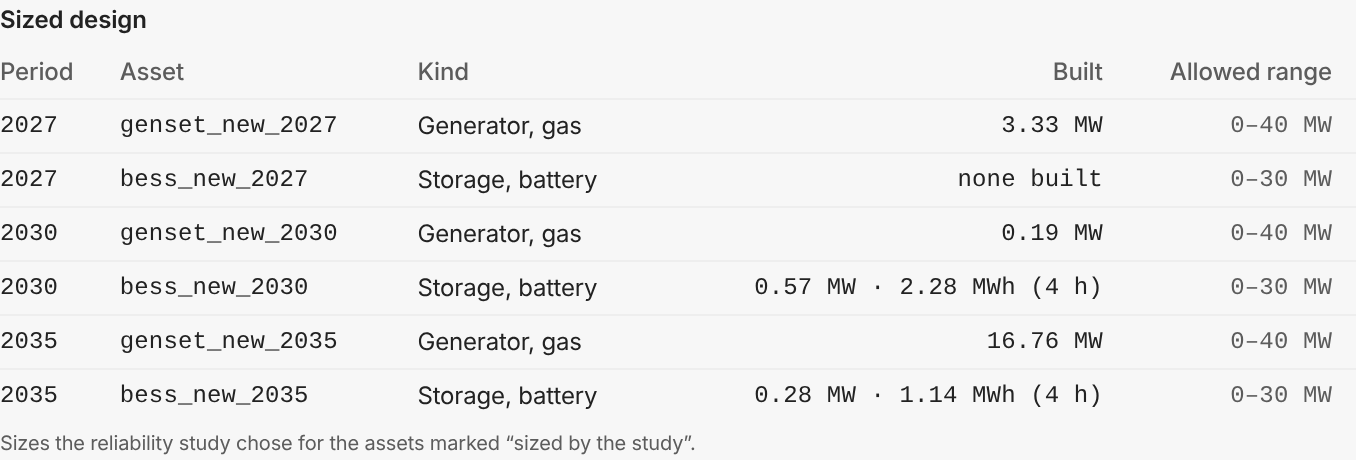 Sized design
Period Asset Kind Built Allowed range
2027 genset_new_2027 Generator, gas 3.33 MW 0–40 MW
2027 bess_new_2027 Storage, battery none built 0–30 MW
2030 genset_new_2030 Generator, gas 0.19 MW 0–40 MW
2030 bess_new_2030 Storage, battery 0.57 MW · 2.28 MWh (4 h) 0–30 MW
2035 genset_new_2035 Generator, gas 16.76 MW 0–40 MW
2035 bess_new_2035 Storage, battery 0.28 MW · 1.14 MWh (4 h) 0–30 MW
Sizes the reliability study chose for the assets marked “sized by the study”.